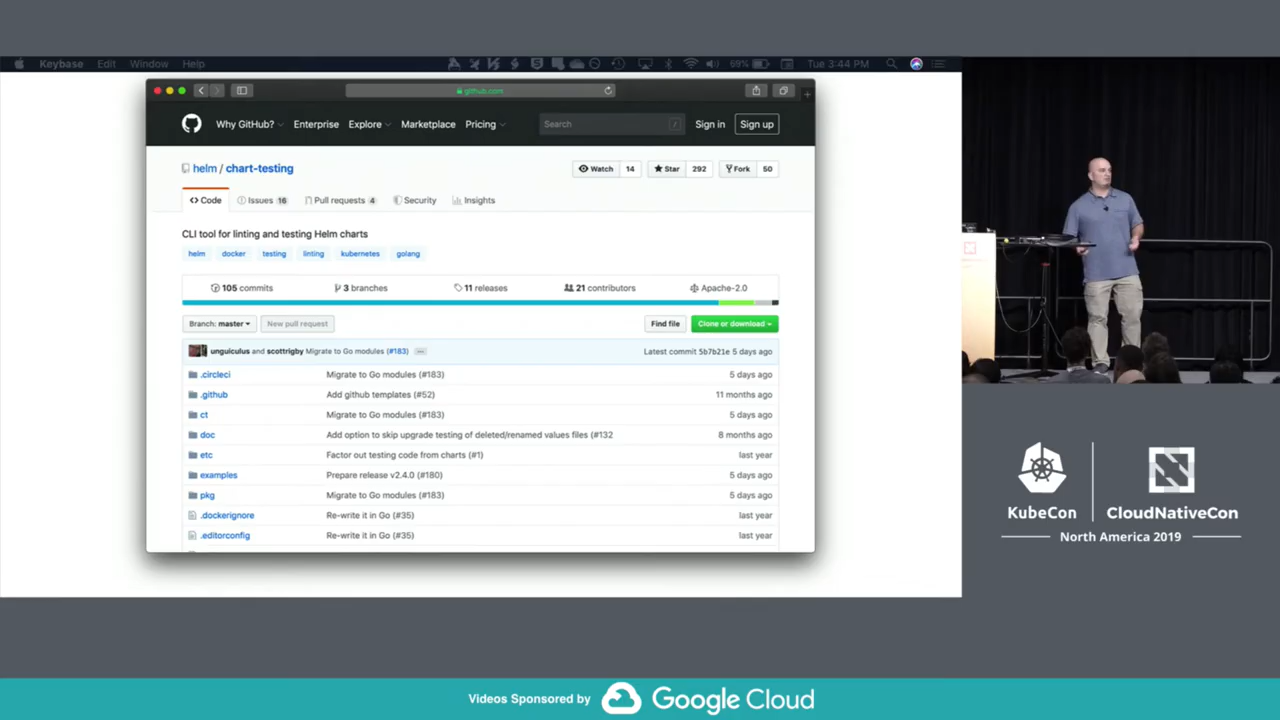 Keybase Edit Window Help 69% Tue 3:44 PM
github.com
Why GitHub? Enterprise Explore Marketplace Pricing Search / Sign in Sign up
helm / chart-testing Watch 14 Star 292 Fork 50
Code Issues 16 Pull requests 4 Security Insights
CLI tool for linting and testing Helm charts
helm docker testing linting kubernetes golang
105 commits 3 branches 11 releases 21 contributors Apache-2.0
Branch: master New pull request Find file Clone or download
unguiculus and scottrigby Migrate to Go modules (#183) Latest commit 5b7b21e 5 days ago
.circleci Migrate to Go modules (#183) 5 days ago
.github Add github templates (#52) 11 months ago
ct Migrate to Go modules (#183) 5 days ago
doc Add option to skip upgrade testing of deleted/renamed values files (#132 8 months ago
etc Factor out testing code from charts (#1) last year
examples Prepare release v2.4.0 (#180) 5 days ago
pkg Migrate to Go modules (#183) 5 days ago
.dockerignore Re-write it in Go (#35) last year
.editorconfig Re-write it in Go (#35) last year
KubeCon CloudNativeCon
North America 2019
Videos Sponsored by Google Cloud